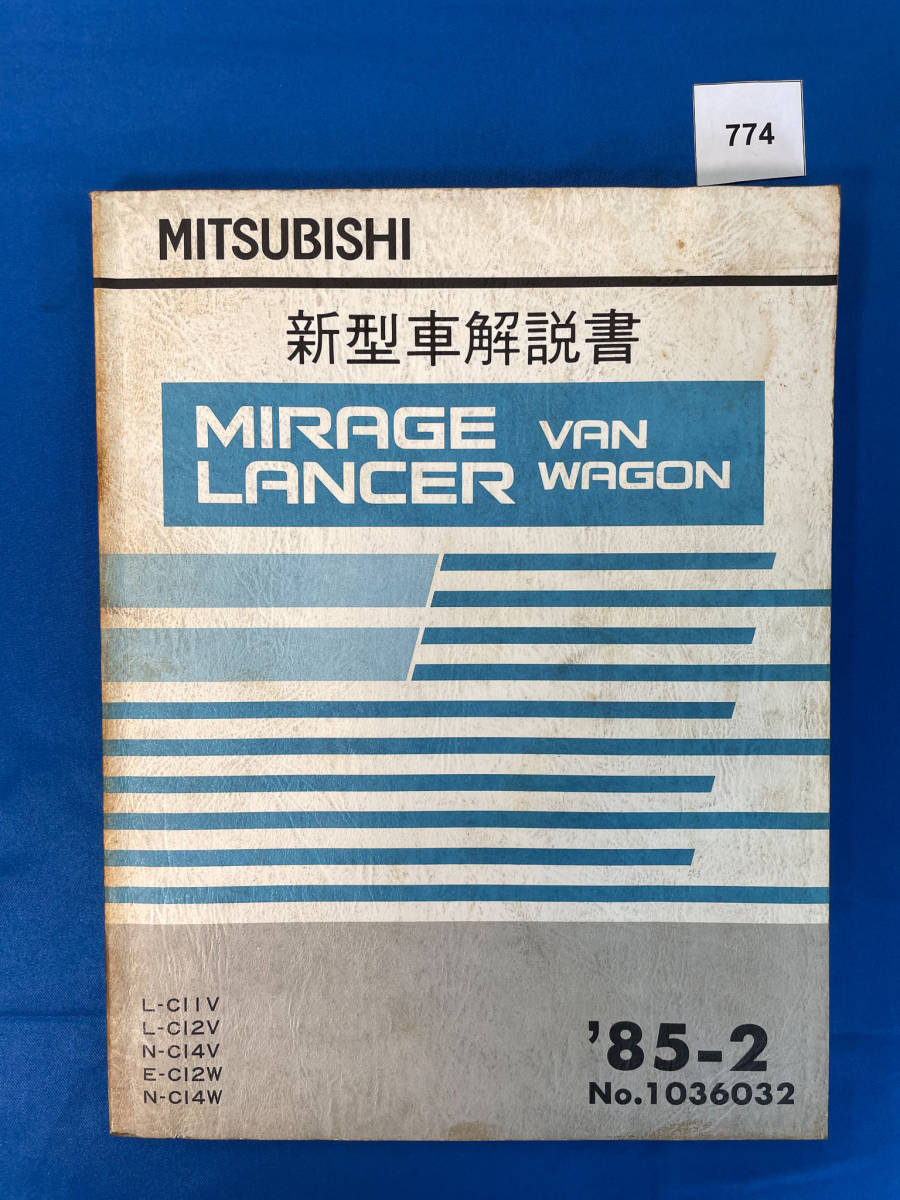 774
MITSUBISHI
新型車解説書
MIRAGE VAN
LANCER WAGON
L-C11V
L-C12V
N-C14V
E-C12W
N-C14W
'85-2
No.1036032